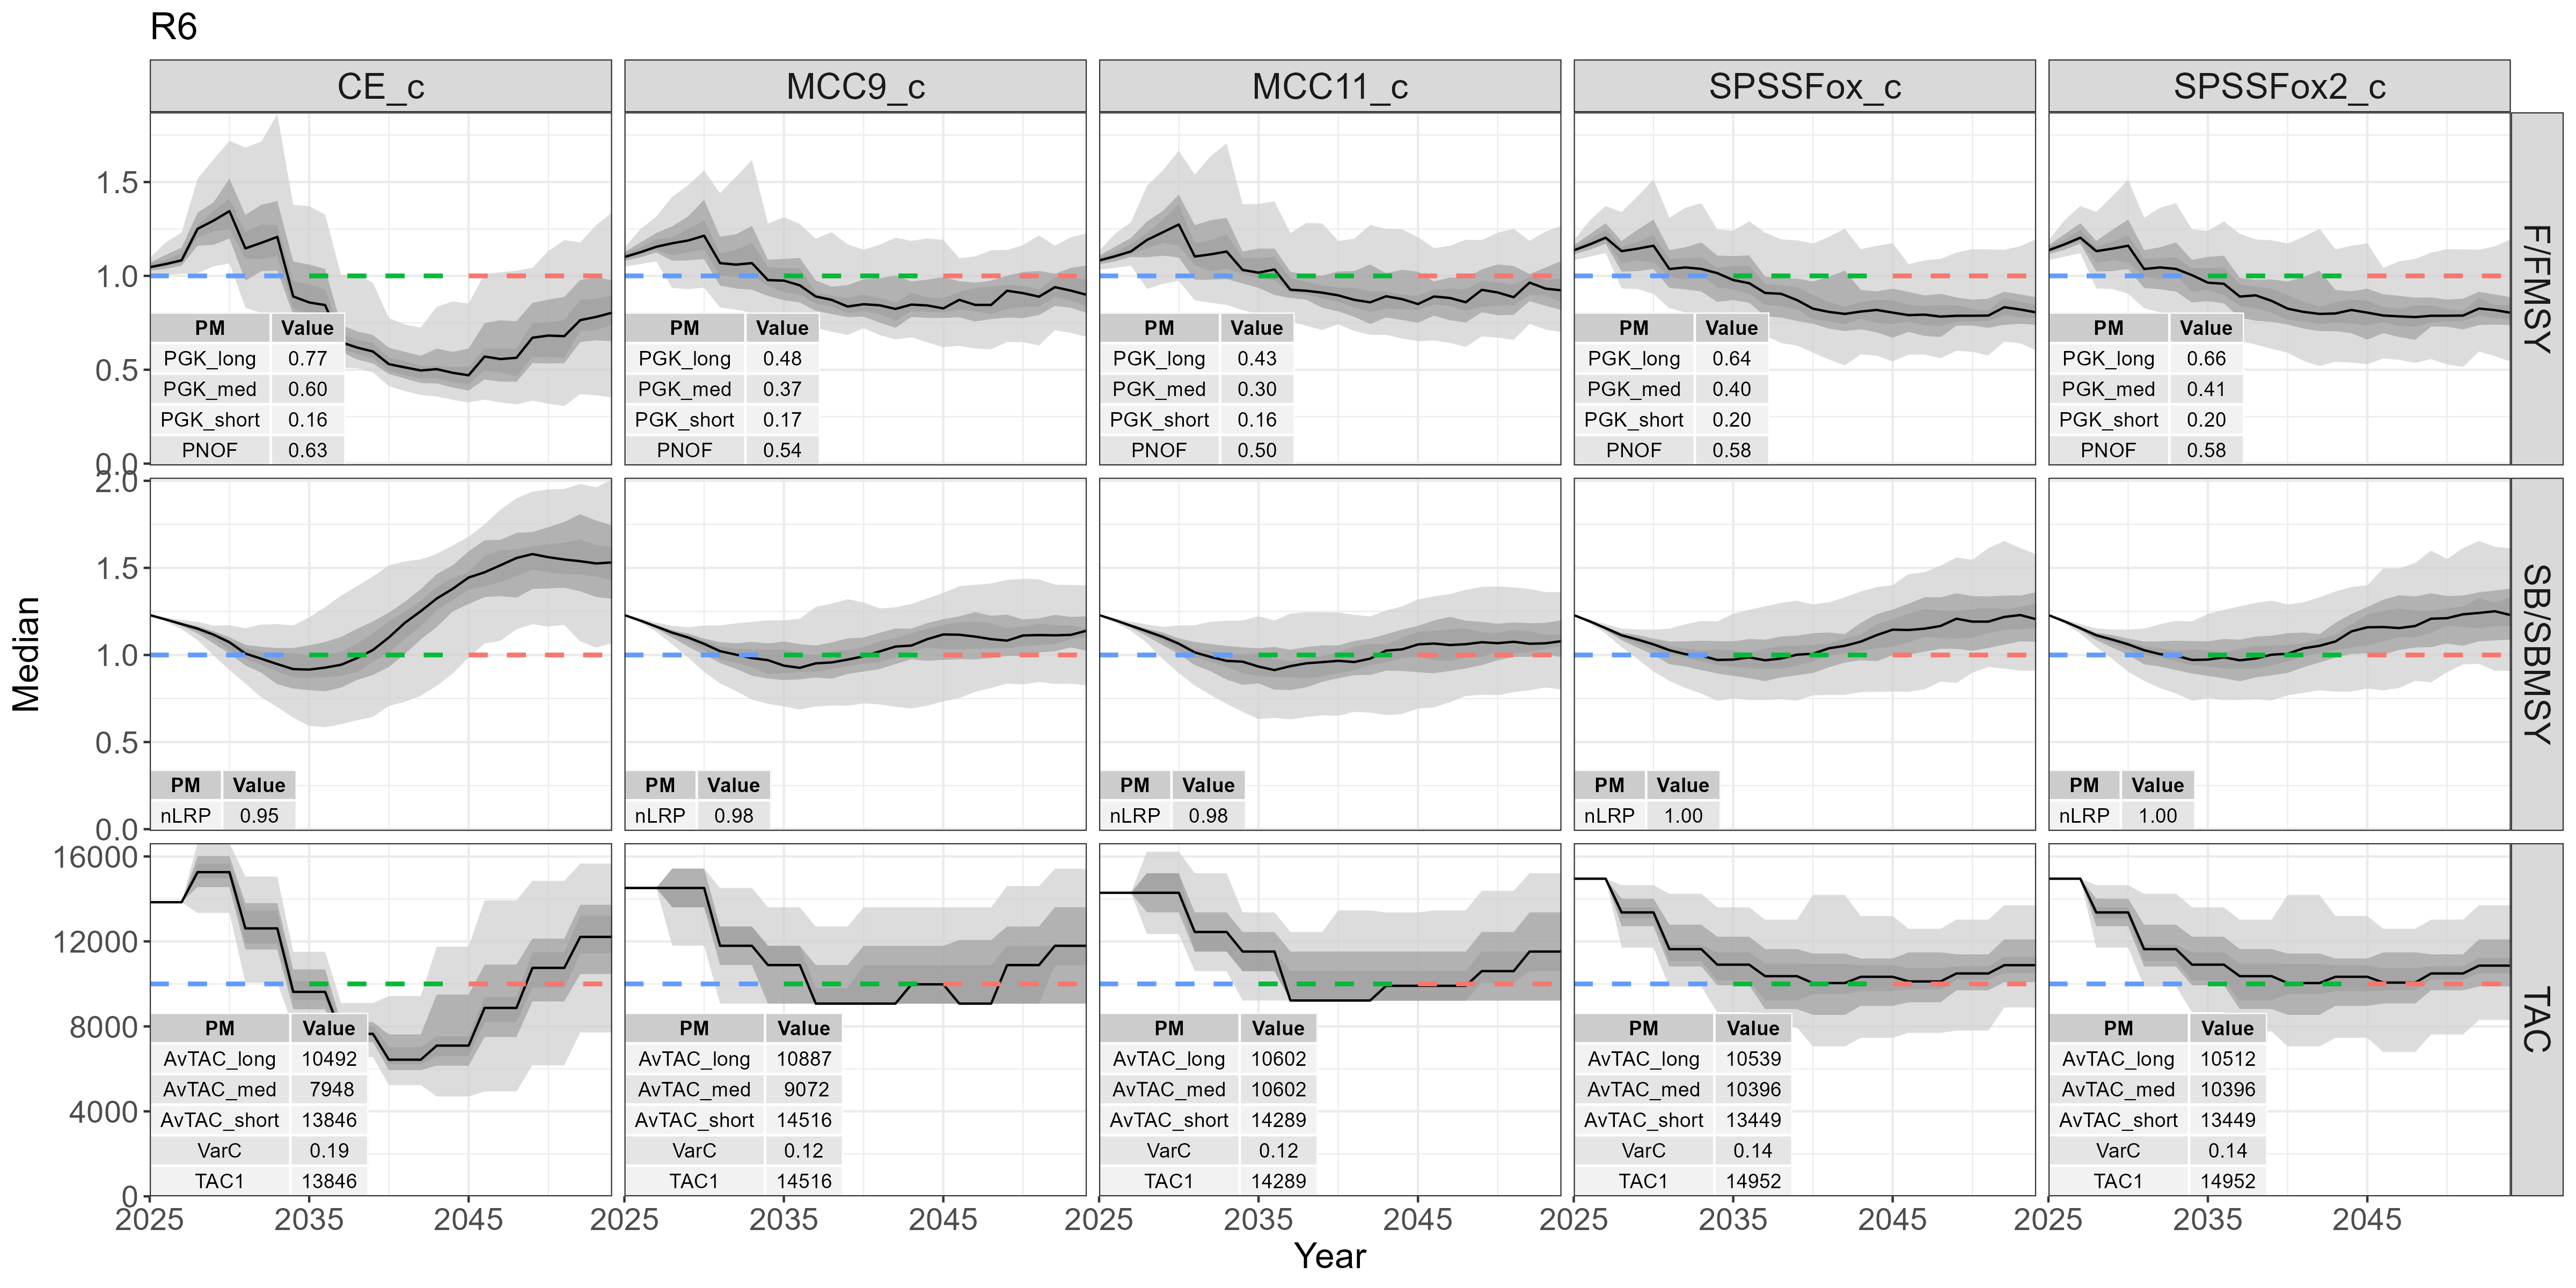 R6
CE_c MCC9_c MCC11_c SPSSFox_c SPSSFox2_c
1.5
1.0
0.5
0.0
PM Value PM Value PM Value PM Value PM Value
PGK_long 0.77 PGK_long 0.48 PGK_long 0.43 PGK_long 0.64 PGK_long 0.66
PGK_med 0.60 PGK_med 0.37 PGK_med 0.30 PGK_med 0.40 PGK_med 0.41
PGK_short 0.16 PGK_short 0.17 PGK_short 0.16 PGK_short 0.20 PGK_short 0.20
PNOF 0.63 PNOF 0.54 PNOF 0.50 PNOF 0.58 PNOF 0.58
F/FMSY
2.0
1.5
1.0
0.5
0.0
PM Value PM Value PM Value PM Value PM Value
nLRP 0.95 nLRP 0.98 nLRP 0.98 nLRP 1.00 nLRP 1.00
SB/SBMSY
Median
16000
12000
8000
4000
0
PM Value PM Value PM Value PM Value PM Value
AvTAC_long 10492 AvTAC_long 10887 AvTAC_long 10602 AvTAC_long 10539 AvTAC_long 10512
AvTAC_med 7948 AvTAC_med 9072 AvTAC_med 10602 AvTAC_med 10396 AvTAC_med 10396
AvTAC_short 13846 AvTAC_short 14516 AvTAC_short 14289 AvTAC_short 13449 AvTAC_short 13449
VarC 0.19 VarC 0.12 VarC 0.12 VarC 0.14 VarC 0.14
TAC1 13846 TAC1 14516 TAC1 14289 TAC1 14952 TAC1 14952
TAC
2025 2035 2045 2025 2035 2045 2025 2035 2045 2025 2035 2045 2025 2035 2045
Year